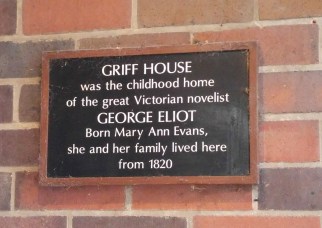 GRIFF HOUSE
was the childhood home
of the great Victorian novelist
GEORGE ELIOT
Born Mary Ann Evans,
she and her family lived here
from 1820